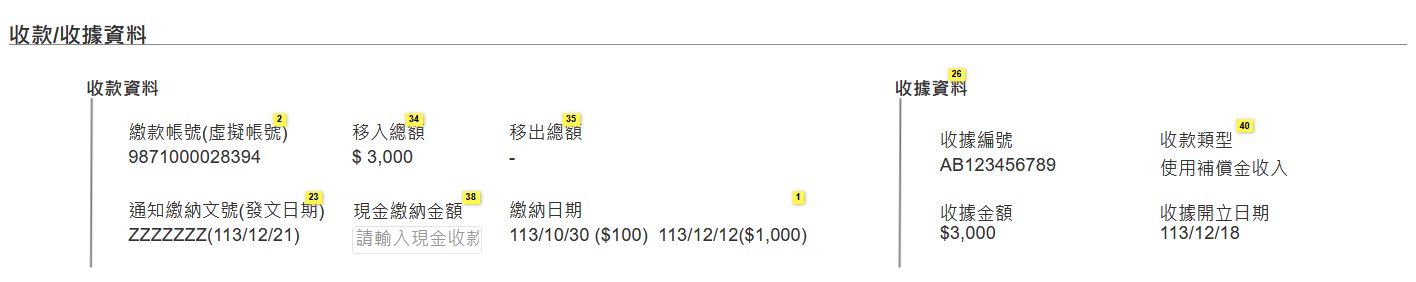 收款/收據資料
收款資料
繳款帳號(虛擬帳號)
2
9871000028394
移入總額
34
$ 3,000
移出總額
35
-
通知繳納文號(發文日期)
23
ZZZZZZZ(113/12/21)
現金繳納金額
38
請輸入現金收款
繳納日期
1
113/10/30 ($100)  113/12/12($1,000)
收據資料
26
收據編號
AB123456789
收款類型
40
使用補償金收入
收據金額
$3,000
收據開立日期
113/12/18